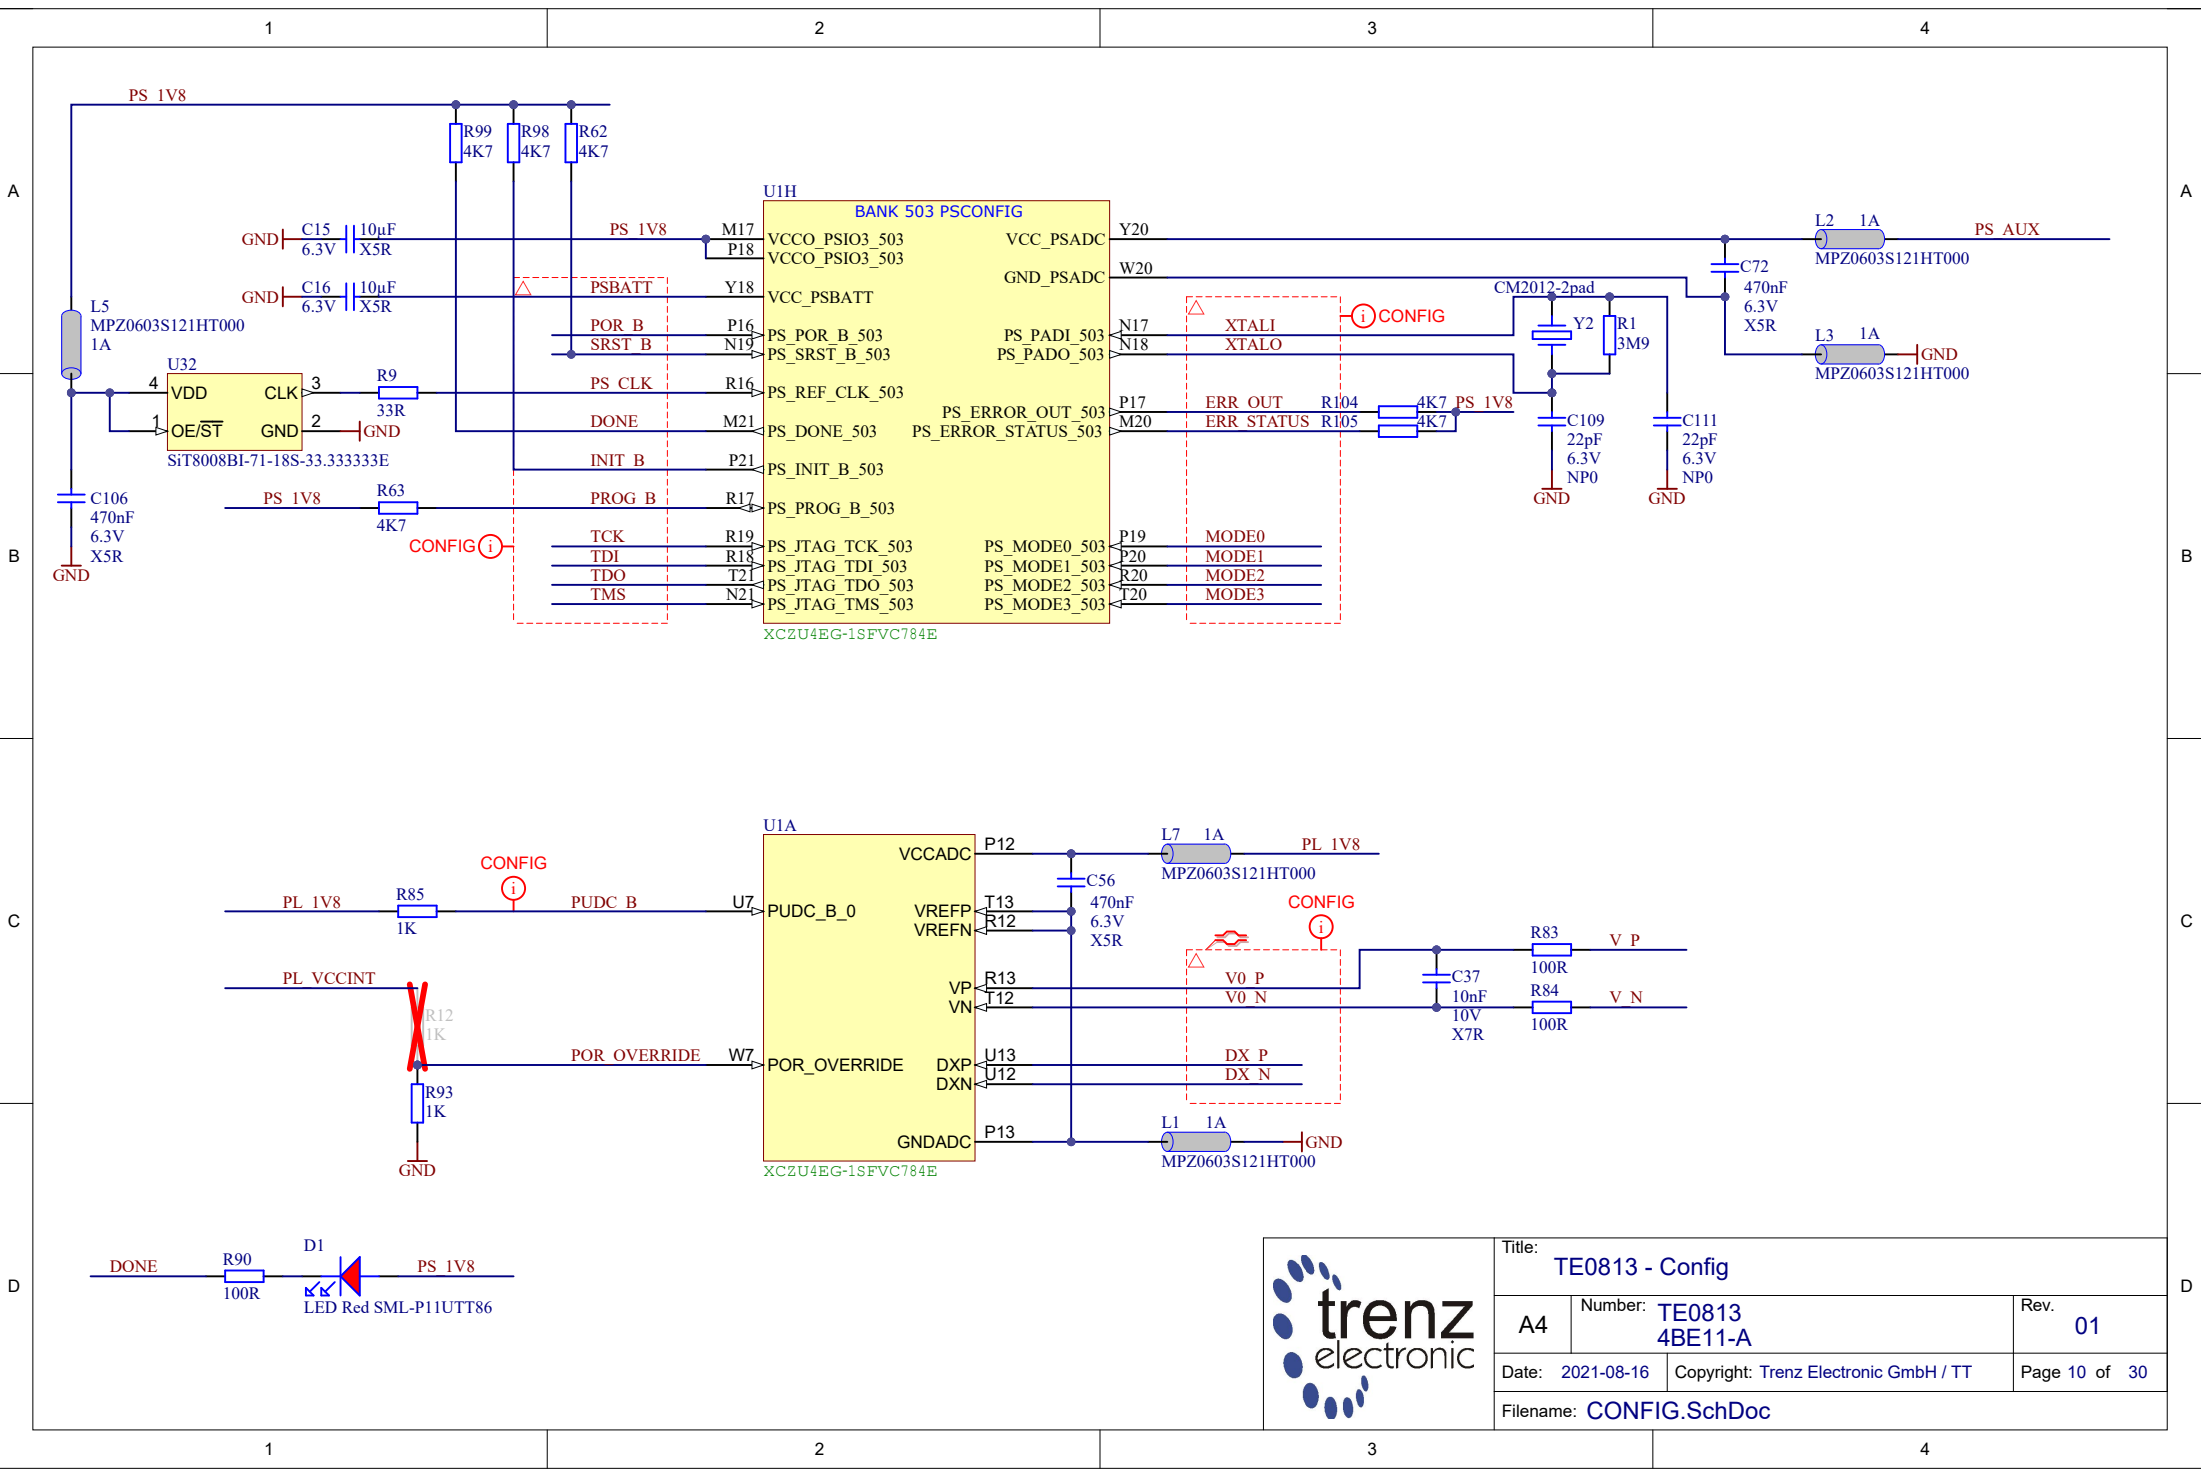 1 2 3 4
A
B
C
D
A
B
C
D
PS_1V8
R99
4K7
R98
4K7
R62
4K7
L5
MPZ0603S121HT000
1A
GND
C15
6.3V
10µF
X5R
PS_1V8
GND
C16
6.3V
10µF
X5R
PSBATT
POR_B
SRST_B
U32
4 VDD
1 OE/ST
CLK 3
GND 2
GND
SiT8008BI-71-18S-33.333333E
R9
33R
PS_CLK
DONE
INIT_B
C106
470nF
6.3V
X5R
GND
PS_1V8
R63
4K7
PROG_B
CONFIG i
TCK
TDI
TDO
TMS
U1H
BANK 503 PSCONFIG
M17 VCCO_PSIO3_503
P18 VCCO_PSIO3_503
Y18 VCC_PSBATT
P16 PS_POR_B_503
N19 PS_SRST_B_503
R16 PS_REF_CLK_503
M21 PS_DONE_503
P21 PS_INIT_B_503
R17 PS_PROG_B_503
R19 PS_JTAG_TCK_503
R18 PS_JTAG_TDI_503
T21 PS_JTAG_TDO_503
N21 PS_JTAG_TMS_503
VCC_PSADC Y20
GND_PSADC W20
PS_PADI_503 N17
PS_PADO_503 N18
PS_ERROR_OUT_503 P17
PS_ERROR_STATUS_503 M20
PS_MODE0_503 P19
PS_MODE1_503 P20
PS_MODE2_503 R20
PS_MODE3_503 T20
XCZU4EG-1SFVC784E
XTALI
XTALO
i CONFIG
ERR_OUT R104 4K7 PS_1V8
ERR_STATUS R105 4K7
MODE0
MODE1
MODE2
MODE3
CM2012-2pad
Y2
R1
3M9
C109
22pF
6.3V
NP0
GND
C111
22pF
6.3V
NP0
GND
C72
470nF
6.3V
X5R
L2 1A
MPZ0603S121HT000
PS_AUX
L3 1A
MPZ0603S121HT000
GND
CONFIG
i
PL_1V8
R85
1K
PUDC_B
PL_VCCINT
R12
1K
POR_OVERRIDE
R93
1K
GND
U1A
U7 PUDC_B_0
W7 POR_OVERRIDE
VCCADC P12
VREFP T13
VREFN R12
VP R13
VN T12
DXP U13
DXN U12
GNDADC P13
XCZU4EG-1SFVC784E
L7 1A
MPZ0603S121HT000
PL_1V8
C56
470nF
6.3V
X5R
CONFIG
i
V0_P
V0_N
DX_P
DX_N
C37
10nF
10V
X7R
R83
100R
V_P
R84
100R
V_N
L1 1A
MPZ0603S121HT000
GND
DONE
R90
100R
D1
LED Red SML-P11UTT86
PS_1V8
trenz
electronic
Title:
TE0813 - Config
A4
Number: TE0813
4BE11-A
Rev.
01
Date: 2021-08-16
Copyright: Trenz Electronic GmbH / TT
Page 10 of 30
Filename: CONFIG.SchDoc
1 2 3 4